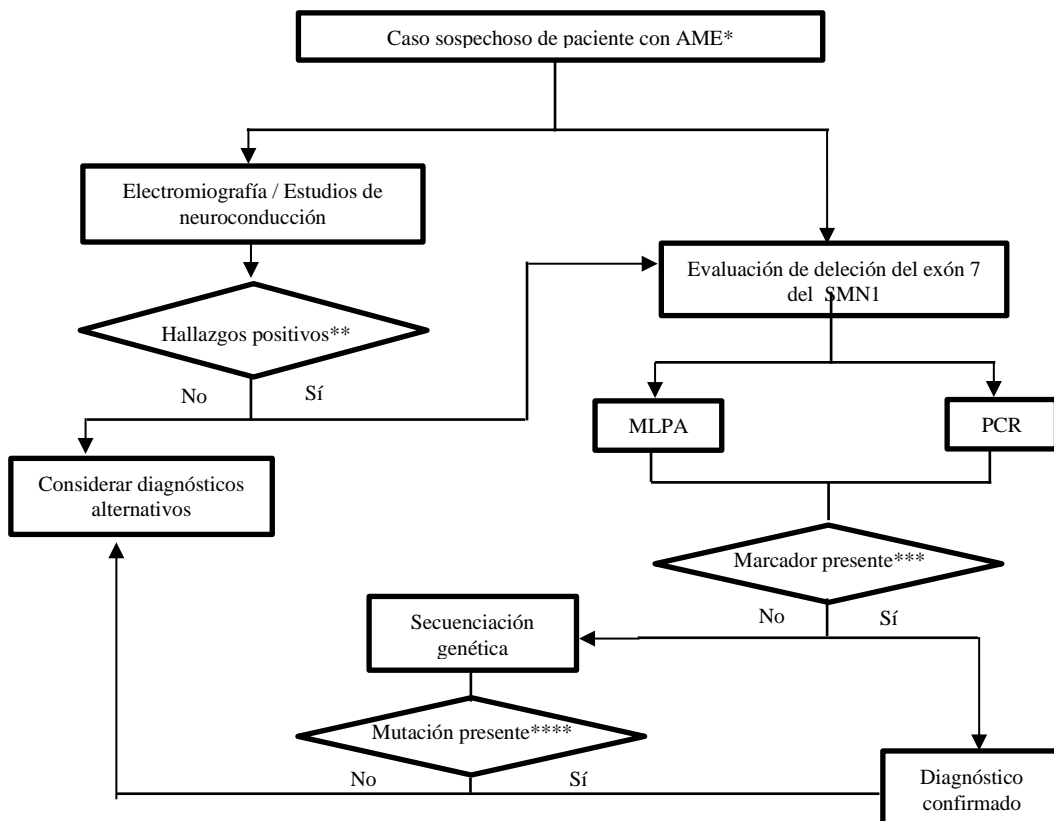 Caso sospechoso de paciente con AME*
Electromiografía / Estudios de
neuroconducción
Evaluación de deleción del exón 7
del SMN1
Hallazgos positivos**
No
Sí
MLPA
PCR
Considerar diagnósticos
alternativos
Marcador presente***
No
Sí
Secuenciación
genética
Mutación presente****
No
Sí
Diagnóstico
confirmado